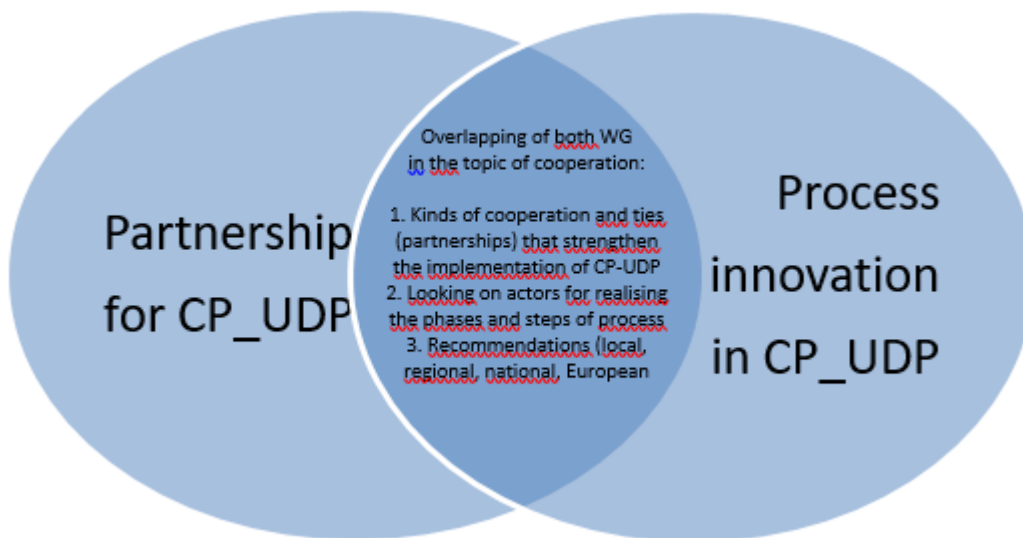 Partnership
for CP_UDP
Overlapping of both WG
in the topic of cooperation:
1. Kinds of cooperation and ties
(partnerships) that strengthen
the implementation of CP-UDP
2. Looking on actors for realising
the phases and steps of process
3. Recommendations (local,
regional, national, European
Process
innovation
in CP_UDP